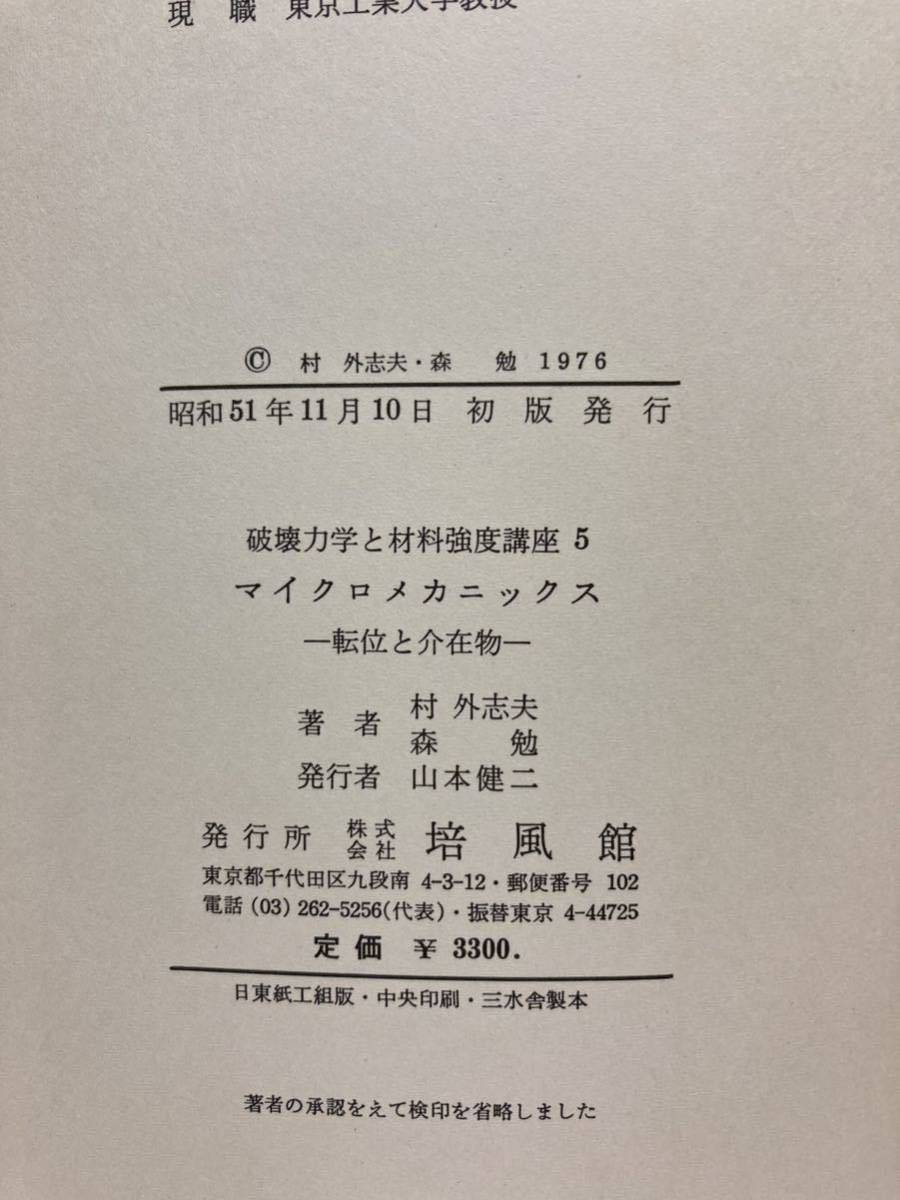 現 職 東京工業大学教授
© 村 外志夫・森 勉 1976
昭和51年11月10日 初版発行
破壊力学と材料強度講座 5
マイクロメカニックス
—転位と介在物—
著者 村 外志夫
森 勉
発行者 山本健二
発行所 株式会社 培風館
東京都千代田区九段南 4-3-12・郵便番号 102
電話 (03) 262-5256(代表)・振替東京 4-44725
定価 ¥ 3300.
日東紙工組版・中央印刷・三水舎製本
著者の承認をえて検印を省略しました